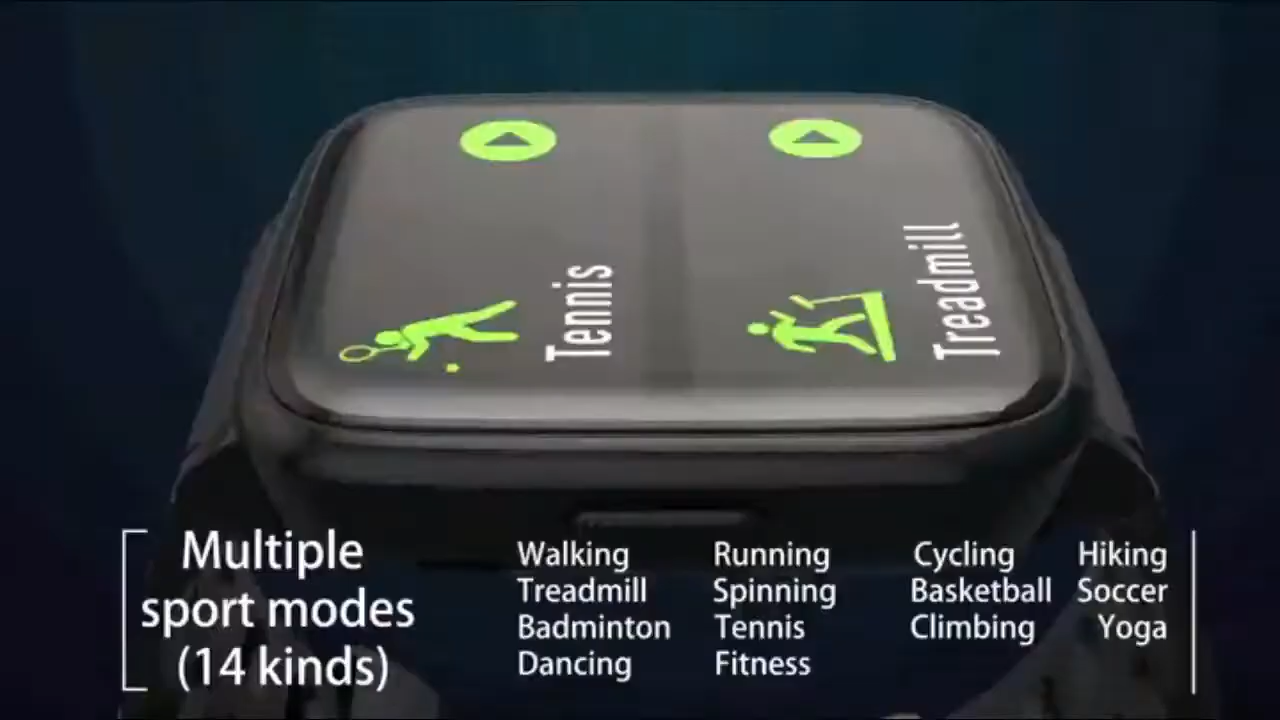 Tennis
Treadmill
Multiple
sport modes
(14 kinds)
Walking Running Cycling Hiking
Treadmill Spinning Basketball Soccer
Badminton Tennis Climbing Yoga
Dancing Fitness